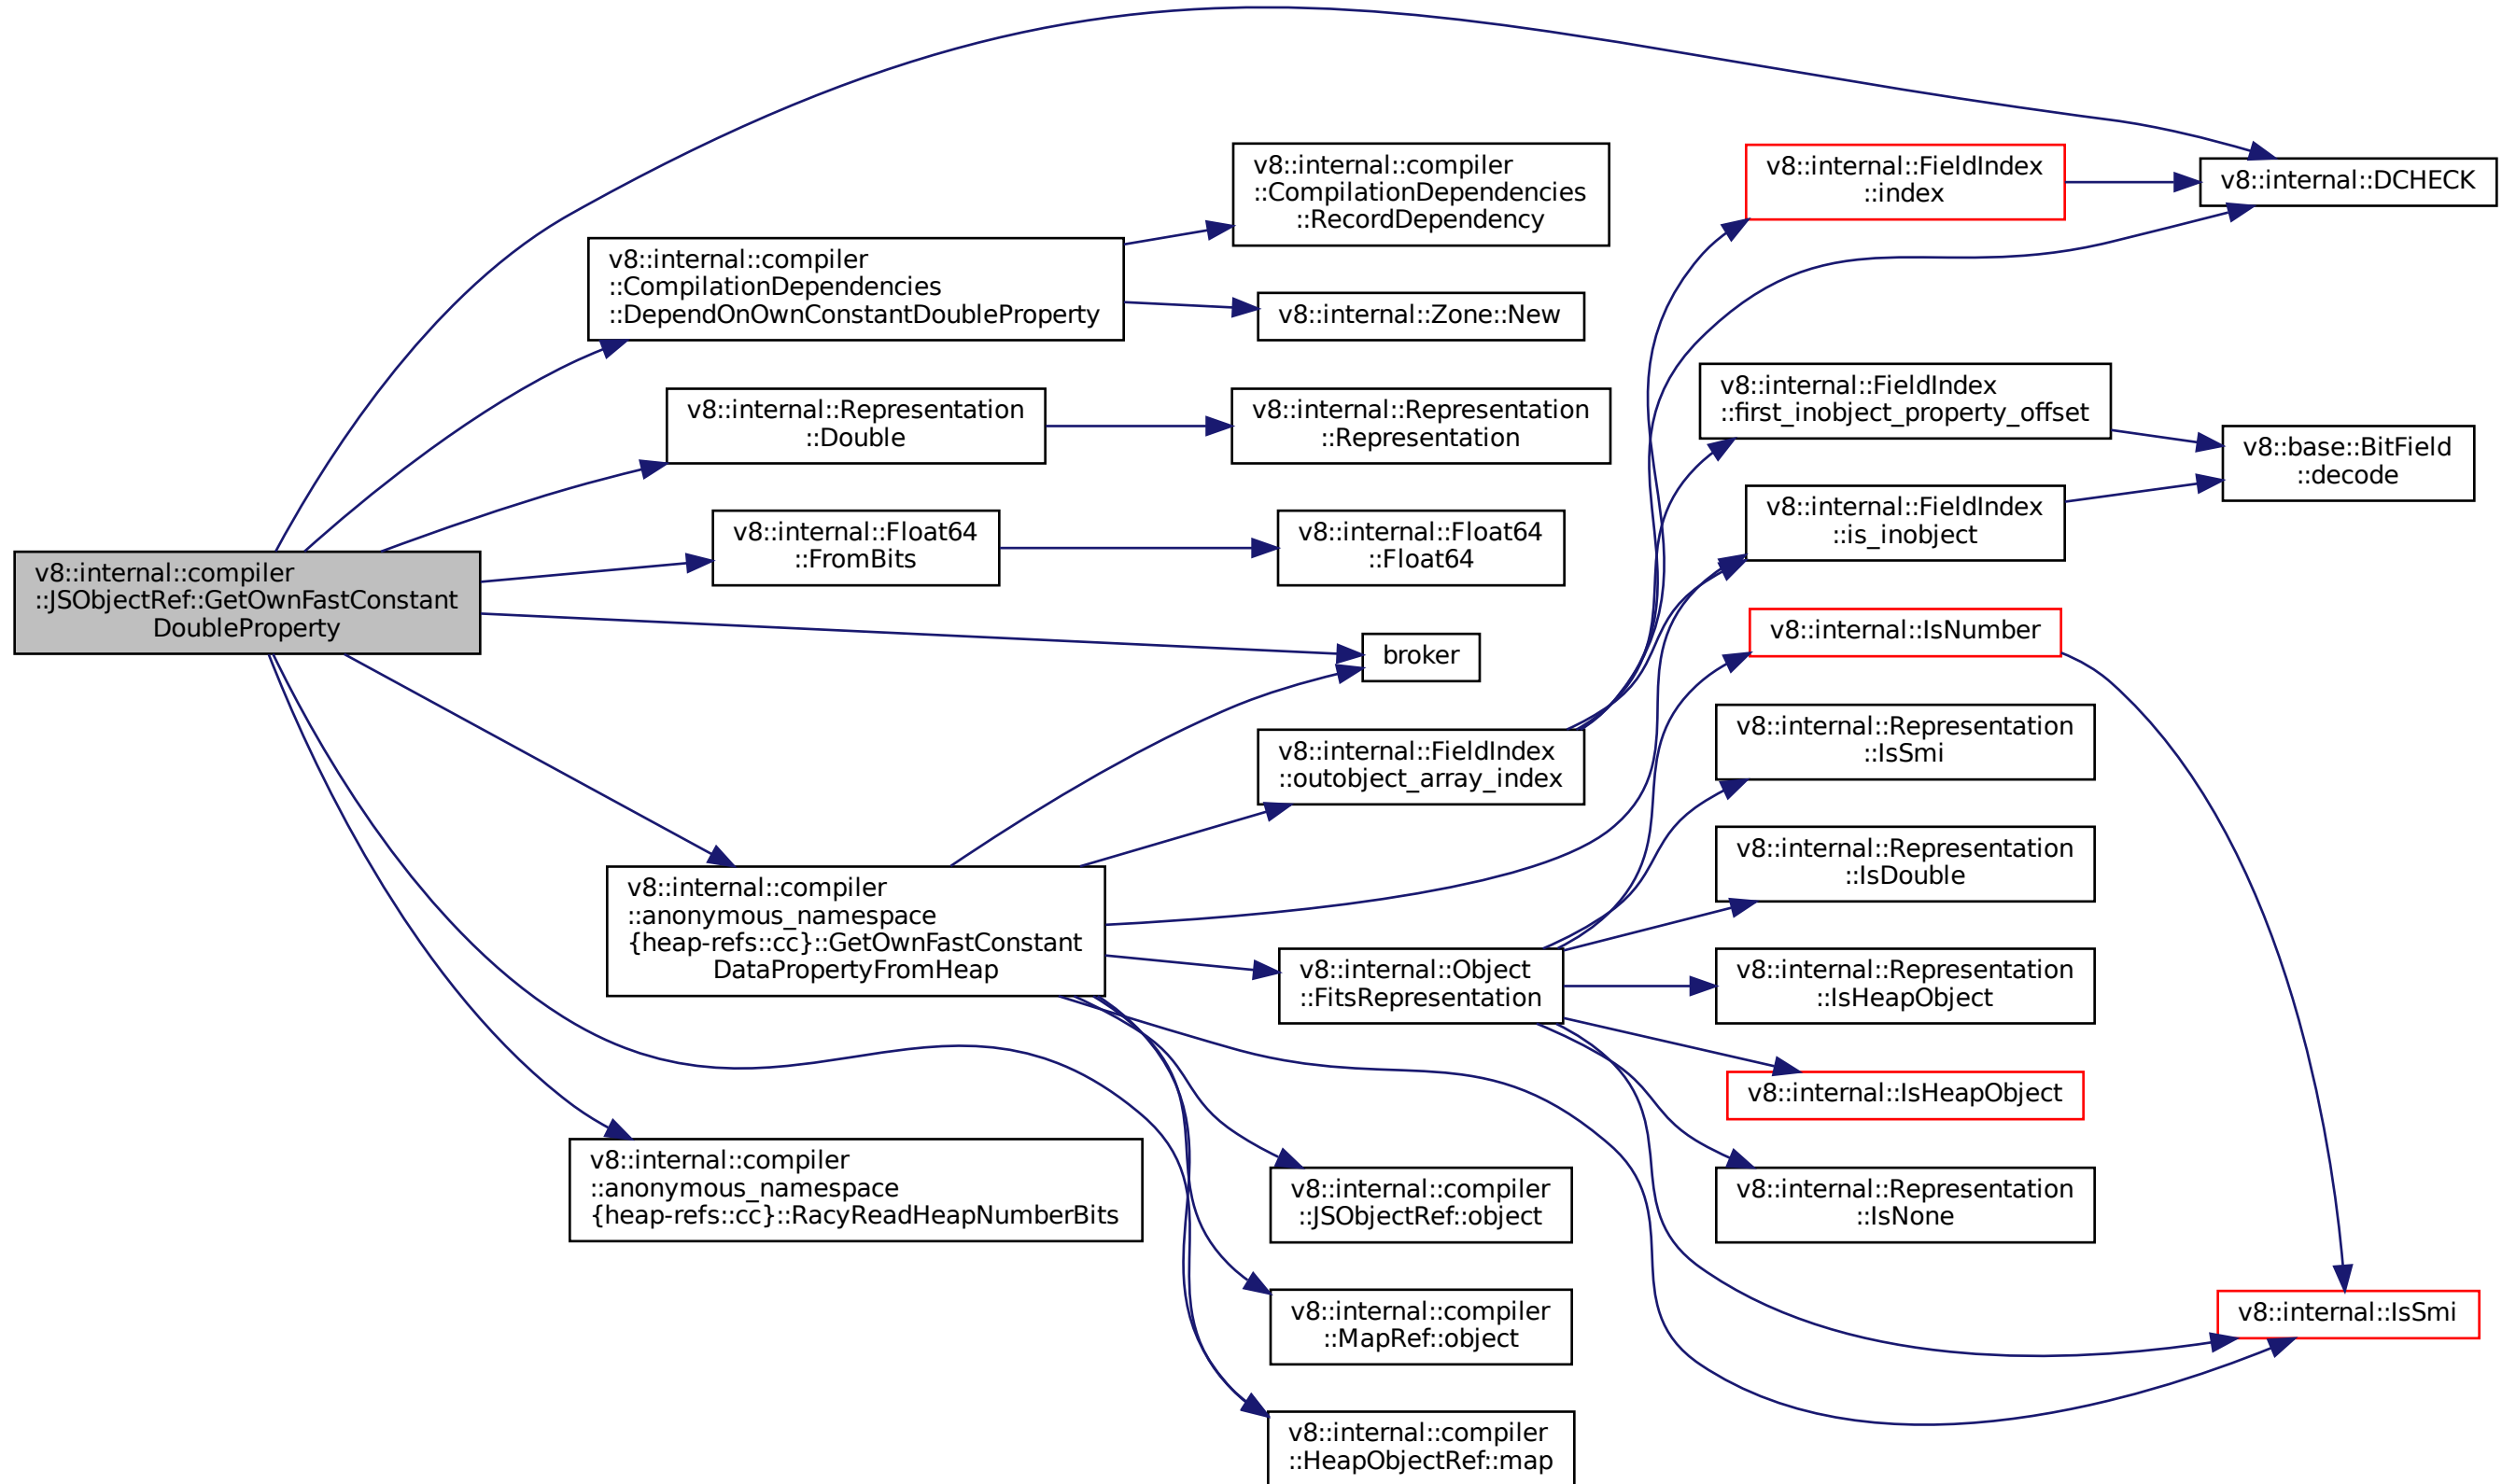 v8::internal::compiler
::JSObjectRef::GetOwnFastConstant
DoubleProperty
v8::internal::compiler
::CompilationDependencies
::DependOnOwnConstantDoubleProperty
v8::internal::Representation
::Double
v8::internal::Float64
::FromBits
v8::internal::compiler
::anonymous_namespace
{heap-refs::cc}::GetOwnFastConstant
DataPropertyFromHeap
v8::internal::compiler
::anonymous_namespace
{heap-refs::cc}::RacyReadHeapNumberBits
v8::internal::compiler
::CompilationDependencies
::RecordDependency
v8::internal::Zone::New
v8::internal::Representation
::Representation
v8::internal::Float64
::Float64
broker
v8::internal::FieldIndex
::outobject_array_index
v8::internal::Object
::FitsRepresentation
v8::internal::compiler
::JSObjectRef::object
v8::internal::compiler
::MapRef::object
v8::internal::compiler
::HeapObjectRef::map
v8::internal::FieldIndex
::index
v8::internal::FieldIndex
::first_inobject_property_offset
v8::internal::FieldIndex
::is_inobject
v8::internal::IsNumber
v8::internal::Representation
::IsSmi
v8::internal::Representation
::IsDouble
v8::internal::Representation
::IsHeapObject
v8::internal::IsHeapObject
v8::internal::Representation
::IsNone
v8::internal::DCHECK
v8::base::BitField
::decode
v8::internal::IsSmi